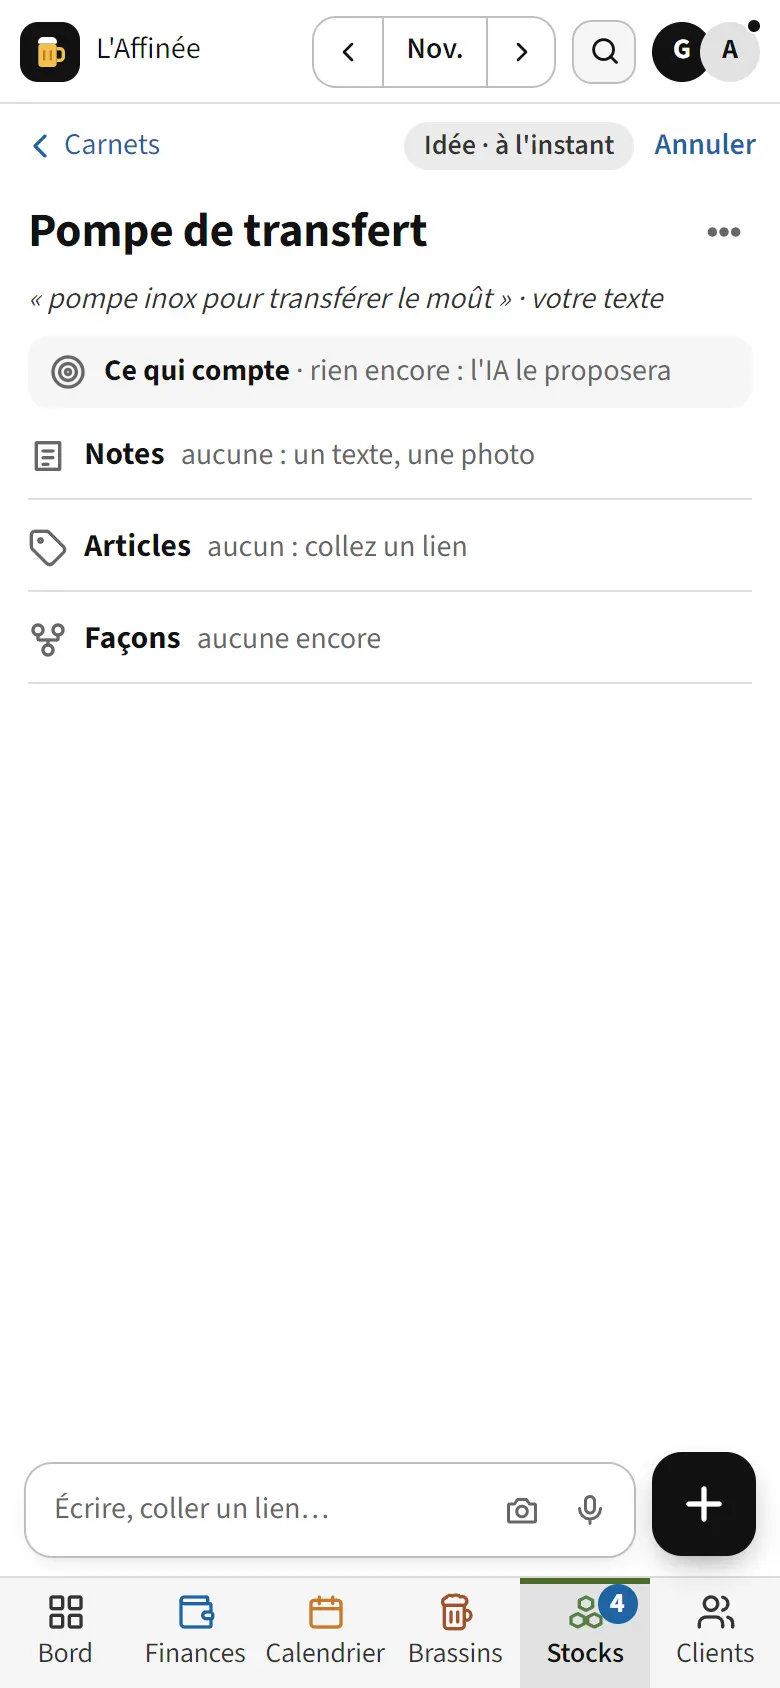 L'Affinée
Nov.
G
A
Carnets
Idée · à l'instant
Annuler
Pompe de transfert
« pompe inox pour transférer le moût » · votre texte
Ce qui compte · rien encore : l'IA le proposera
Notes aucune : un texte, une photo
Articles aucun : collez un lien
Façons aucune encore
Écrire, coller un lien…
4
Bord
Finances
Calendrier
Brassins
Stocks
Clients